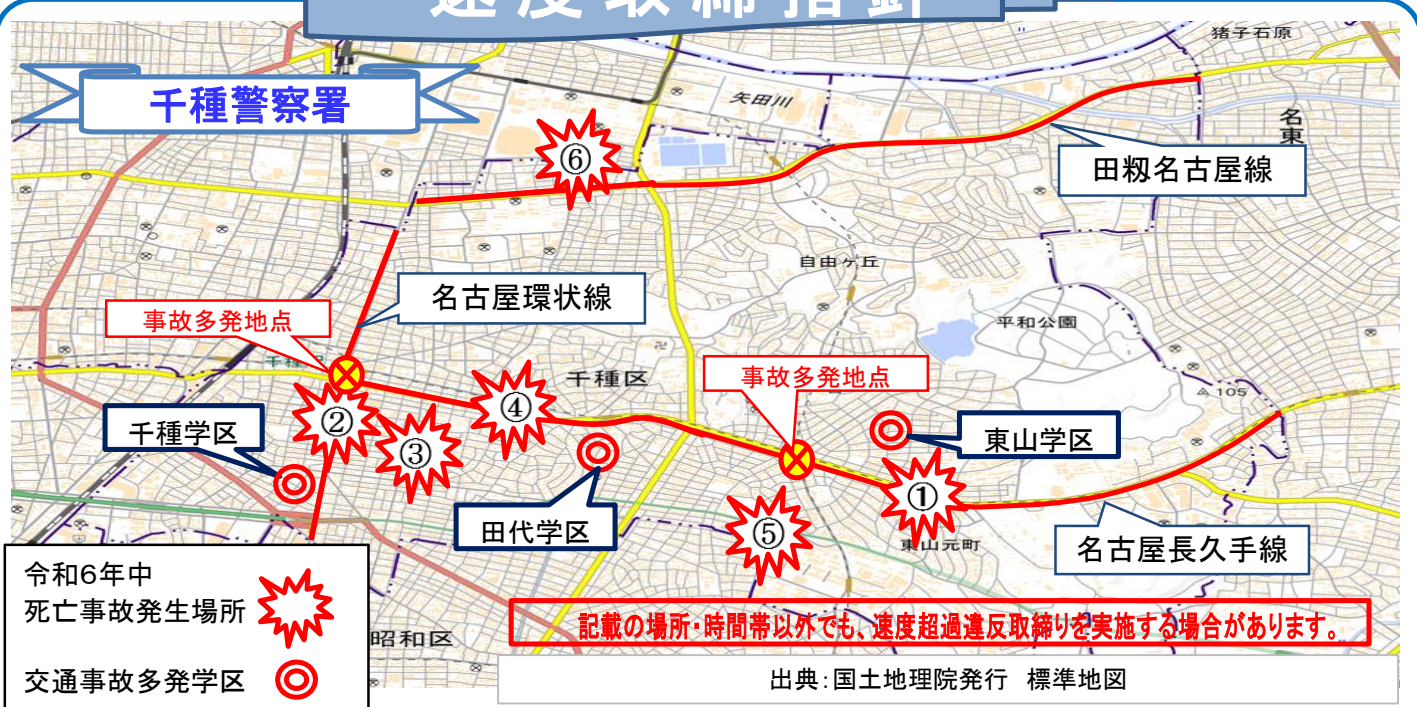 速度取締指針
千種警察署
猪子石原
矢田川
名東
⑥
田籾名古屋線
自由ヶ丘
名古屋環状線
平和公園
事故多発地点
千種区
事故多発地点
105
千種学区
②
④
③
東山学区
田代学区
①
⑤
東山元町
名古屋長久手線
令和6年中
死亡事故発生場所
昭和区
記載の場所・時間帯以外でも、速度超過違反取締りを実施する場合があります。
交通事故多発学区
出典:国土地理院発行 標準地図